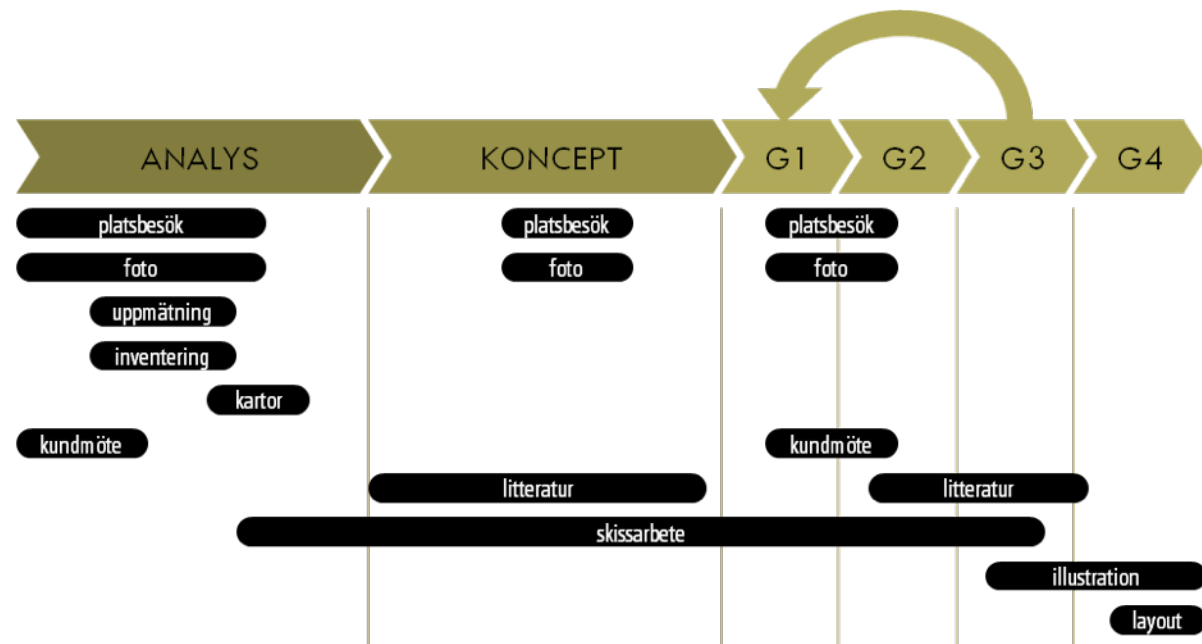 ANALYS KONCEPT G1 G2 G3 G4
platsbesök platsbesök platsbesök
foto foto foto
uppmätning
inventering
kartor
kundmöte kundmöte
litteratur litteratur
skissarbete
illustration
layout